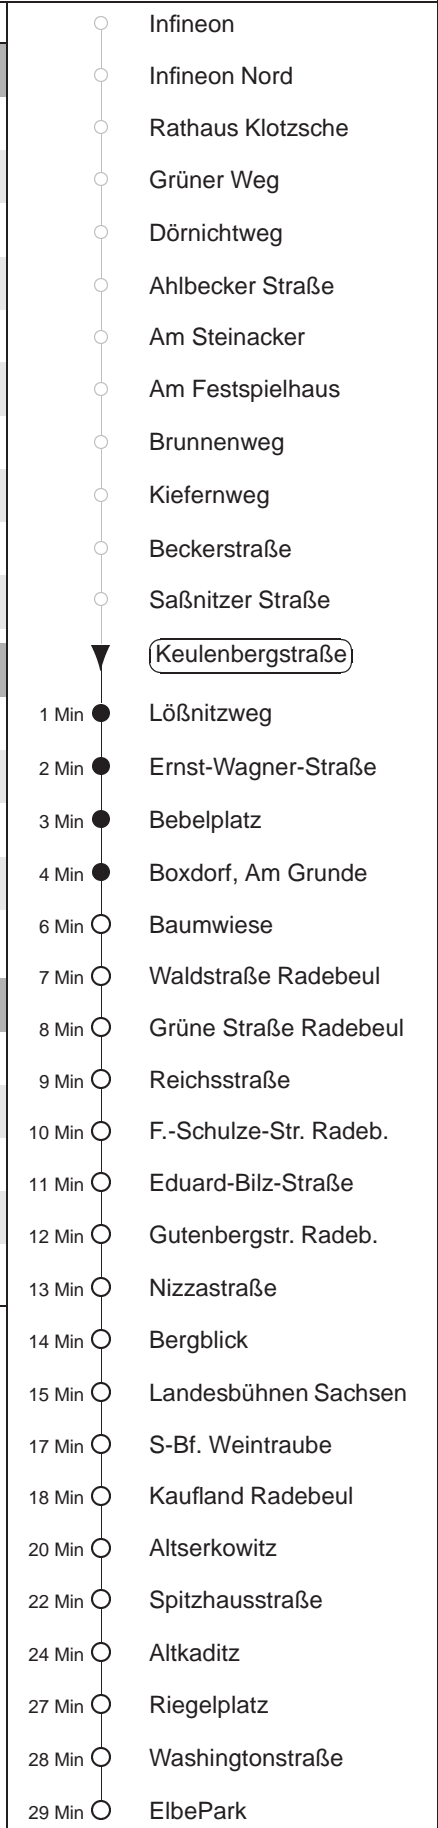 Infineon
Infineon Nord
Rathaus Klotzsche
Grüner Weg
Dörnichtweg
Ahlbecker Straße
Am Steinacker
Am Festspielhaus
Brunnenweg
Kiefernweg
Beckerstraße
Saßnitzer Straße
Keulenbergstraße
1 Min Lößnitzweg
2 Min Ernst-Wagner-Straße
3 Min Bebelplatz
4 Min Boxdorf, Am Grunde
6 Min Baumwiese
7 Min Waldstraße Radebeul
8 Min Grüne Straße Radebeul
9 Min Reichsstraße
10 Min F.-Schulze-Str. Radeb.
11 Min Eduard-Bilz-Straße
12 Min Gutenbergstr. Radeb.
13 Min Nizzastraße
14 Min Bergblick
15 Min Landesbühnen Sachsen
17 Min S-Bf. Weintraube
18 Min Kaufland Radebeul
20 Min Altserkowitz
22 Min Spitzhausstraße
24 Min Altkaditz
27 Min Riegelplatz
28 Min Washingtonstraße
29 Min ElbePark